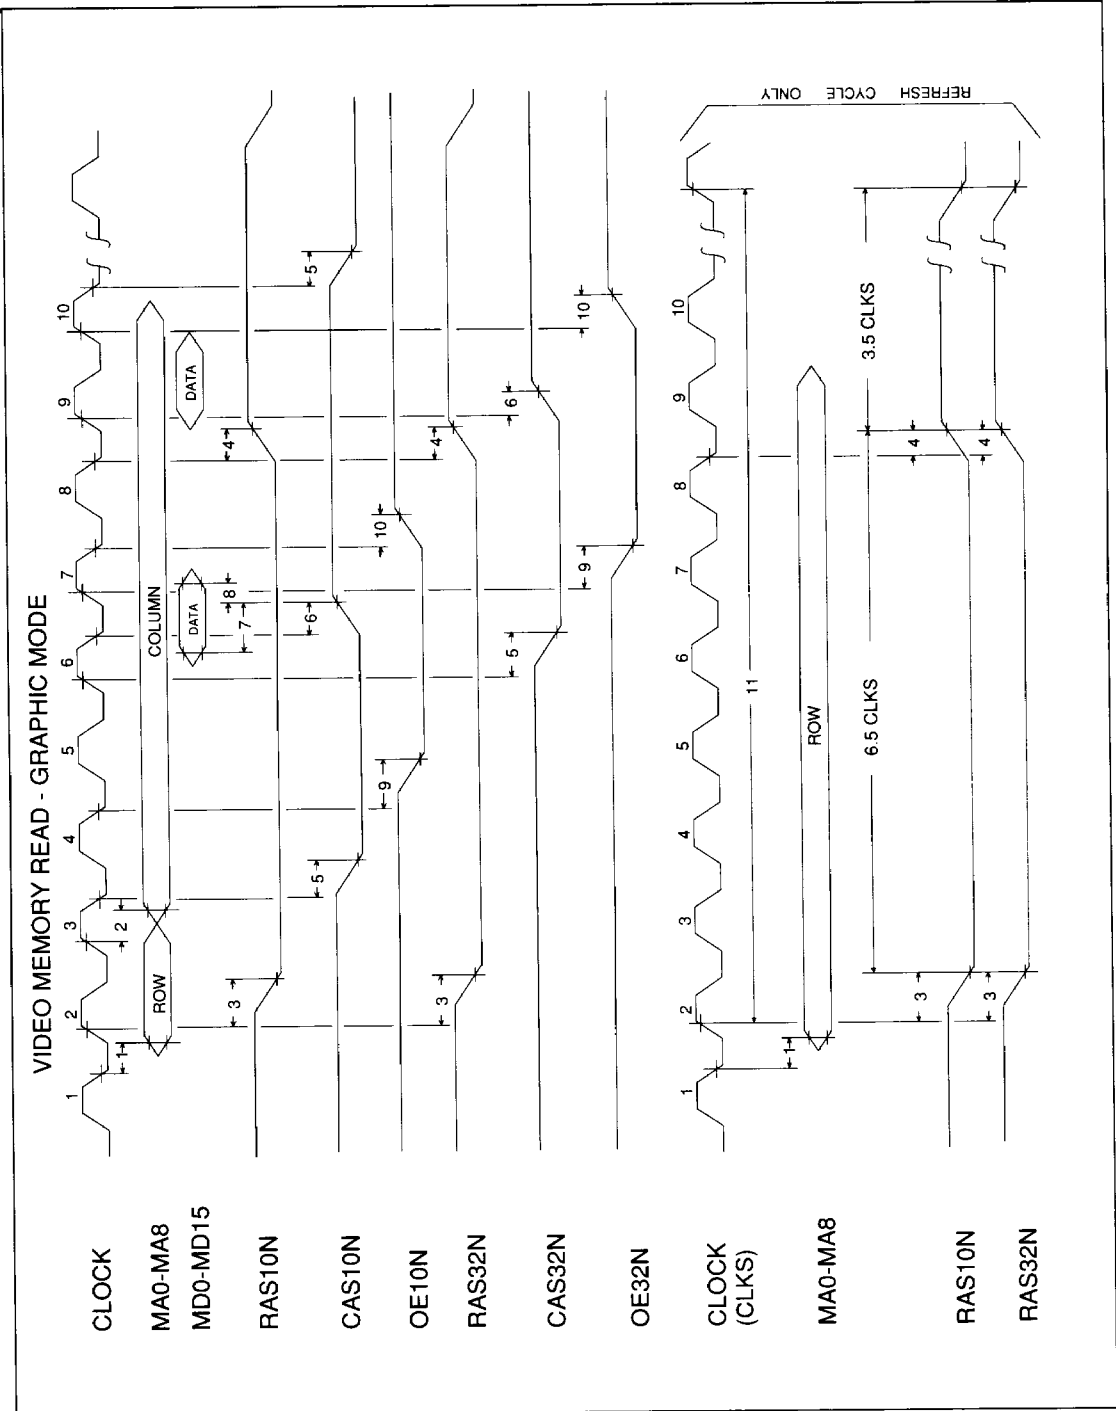 VIDEO MEMORY READ - GRAPHIC MODE
CLOCK
1 2 3 4 5 6 7 8 9 10
MA0-MA8
1 ROW 2 COLUMN
MD0-MD15
DATA DATA
7 8
RAS10N
3 4
CAS10N
5 6 5
OE10N
9 10
RAS32N
3 4
CAS32N
5 6
OE32N
9 10
CLOCK
(CLKS)
1 2 3 4 5 6 7 8 9 10
11
MA0-MA8
1 ROW
6.5 CLKS 3.5 CLKS
RAS10N
3 4
RAS32N
3 4
REFRESH CYCLE ONLY